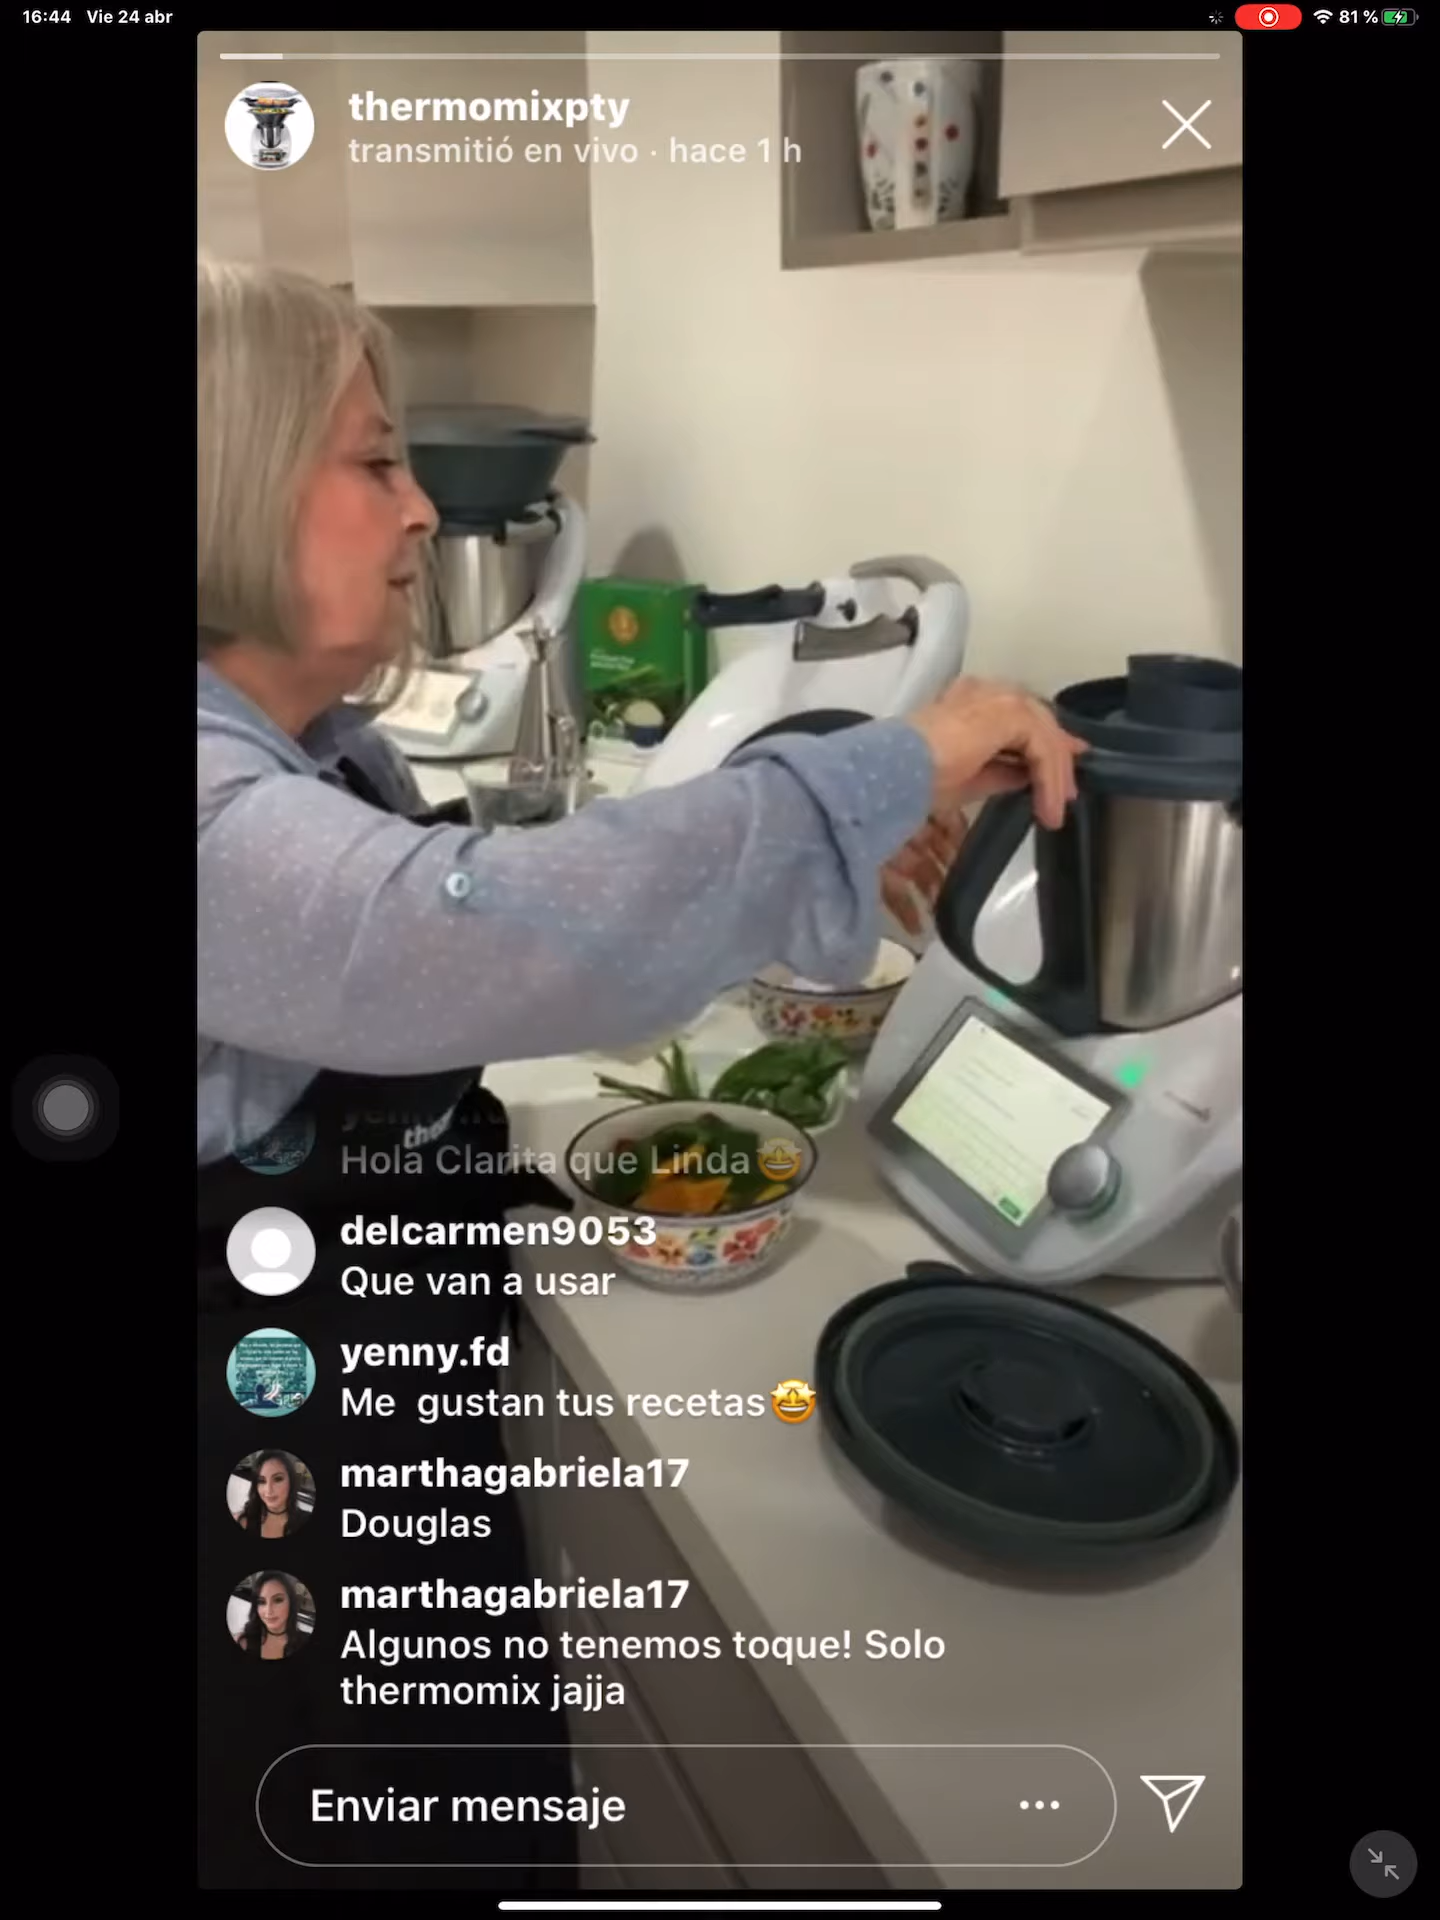 16:44 Vie 24 abr
81 %
thermomixpty
transmitió en vivo · hace 1 h
yenny.fd
Hola Clarita que Linda🤩
delcarmen9053
Que van a usar
yenny.fd
Me gustan tus recetas🤩
marthagabriela17
Douglas
marthagabriela17
Algunos no tenemos toque! Solo
thermomix jajja
Enviar mensaje